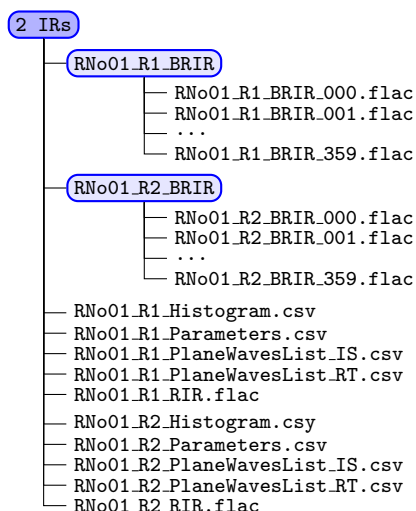 2 IRs
RNo01_R1_BRIR
RNo01_R1_BRIR_000.flac
RNo01_R1_BRIR_001.flac
...
RNo01_R1_BRIR_359.flac
RNo01_R2_BRIR
RNo01_R2_BRIR_000.flac
RNo01_R2_BRIR_001.flac
...
RNo01_R2_BRIR_359.flac
RNo01_R1_Histogram.csv
RNo01_R1_Parameters.csv
RNo01_R1_PlaneWavesList_IS.csv
RNo01_R1_PlaneWavesList_RT.csv
RNo01_R1_RIR.flac
RNo01_R2_Histogram.csy
RNo01_R2_Parameters.csv
RNo01_R2_PlaneWavesList_IS.csv
RNo01_R2_PlaneWavesList_RT.csv
RNo01_R2_RIR.flac